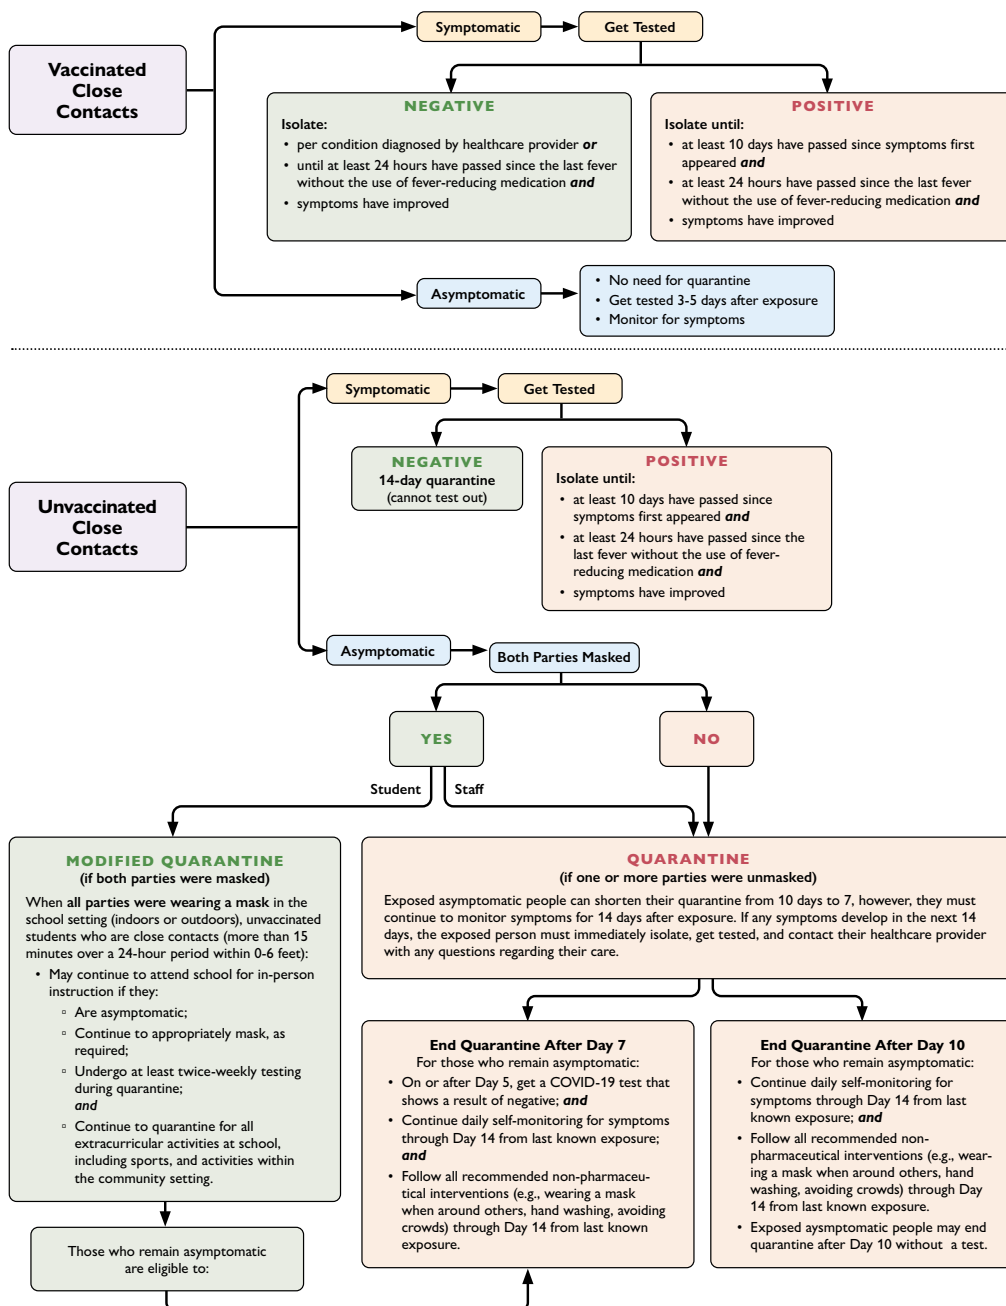 Symptomatic
Get Tested
Vaccinated
Close
Contacts
NEGATIVE
Isolate:
• per condition diagnosed by healthcare provider or
• until at least 24 hours have passed since the last fever
without the use of fever-reducing medication and
• symptoms have improved
POSITIVE
Isolate until:
• at least 10 days have passed since symptoms first
appeared and
• at least 24 hours have passed since the last fever
without the use of fever-reducing medication and
• symptoms have improved
Asymptomatic
• No need for quarantine
• Get tested 3-5 days after exposure
• Monitor for symptoms
Symptomatic
Get Tested
Unvaccinated
Close
Contacts
NEGATIVE
14-day quarantine
(cannot test out)
POSITIVE
Isolate until:
• at least 10 days have passed since
symptoms first appeared and
• at least 24 hours have passed since the
last fever without the use of fever-
reducing medication and
• symptoms have improved
Asymptomatic
Both Parties Masked
YES
NO
Student
Staff
MODIFIED QUARANTINE
(if both parties were masked)
When all parties were wearing a mask in the
school setting (indoors or outdoors), unvaccinated
students who are close contacts (more than 15
minutes over a 24-hour period within 0-6 feet):
• May continue to attend school for in-person
instruction if they:
▫ Are asymptomatic;
▫ Continue to appropriately mask, as
required;
▫ Undergo at least twice-weekly testing
during quarantine;
and
▫ Continue to quarantine for all
extracurricular activities at school,
including sports, and activities within
the community setting.
Those who remain asymptomatic
are eligible to:
QUARANTINE
(if one or more parties were unmasked)
Exposed asymptomatic people can shorten their quarantine from 10 days to 7, however, they must
continue to monitor symptoms for 14 days after exposure. If any symptoms develop in the next 14
days, the exposed person must immediately isolate, get tested, and contact their healthcare provider
with any questions regarding their care.
End Quarantine After Day 7
For those who remain asymptomatic:
• On or after Day 5, get a COVID-19 test that
shows a result of negative; and
• Continue daily self-monitoring for symptoms
through Day 14 from last known exposure;
and
• Follow all recommended non-pharmaceu-
tical interventions (e.g., wearing a mask
when around others, hand washing, avoiding
crowds) through Day 14 from last known
exposure.
End Quarantine After Day 10
For those who remain asymptomatic:
• Continue daily self-monitoring for
symptoms through Day 14 from last
known exposure; and
• Follow all recommended non-
pharmaceutical interventions (e.g., wear-
ing a mask when around others, hand
washing, avoiding crowds) through Day
14 from last known exposure.
• Exposed aysmptomatic people may end
quarantine after Day 10 without a test.